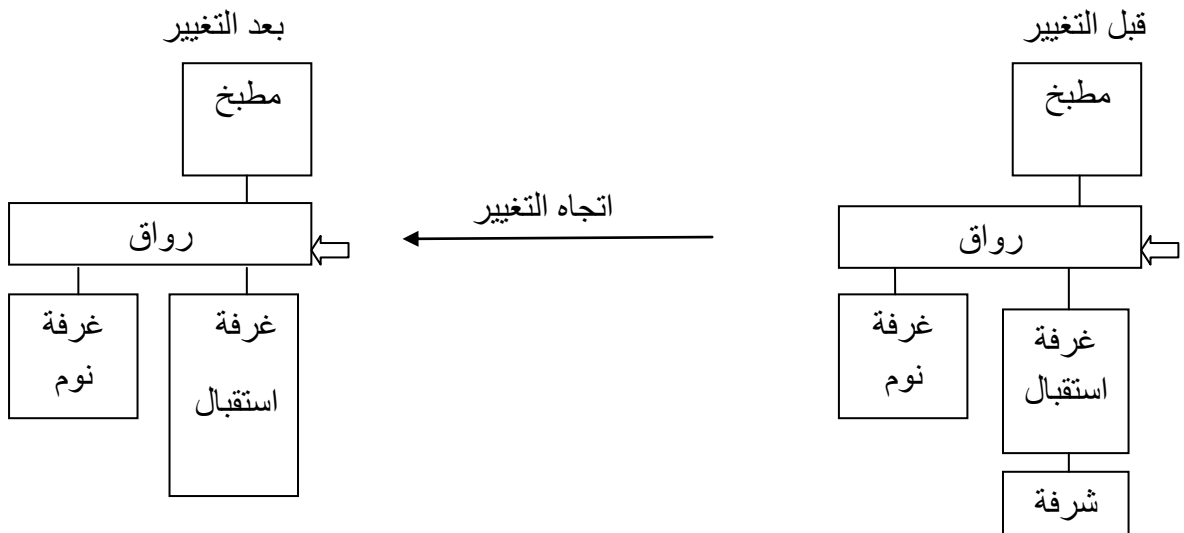 قبل التغيير
مطبخ
رواق
غرفة
نوم
غرفة
استقبال
شرفة
اتجاه التغيير
بعد التغيير
مطبخ
رواق
غرفة
نوم
غرفة
استقبال